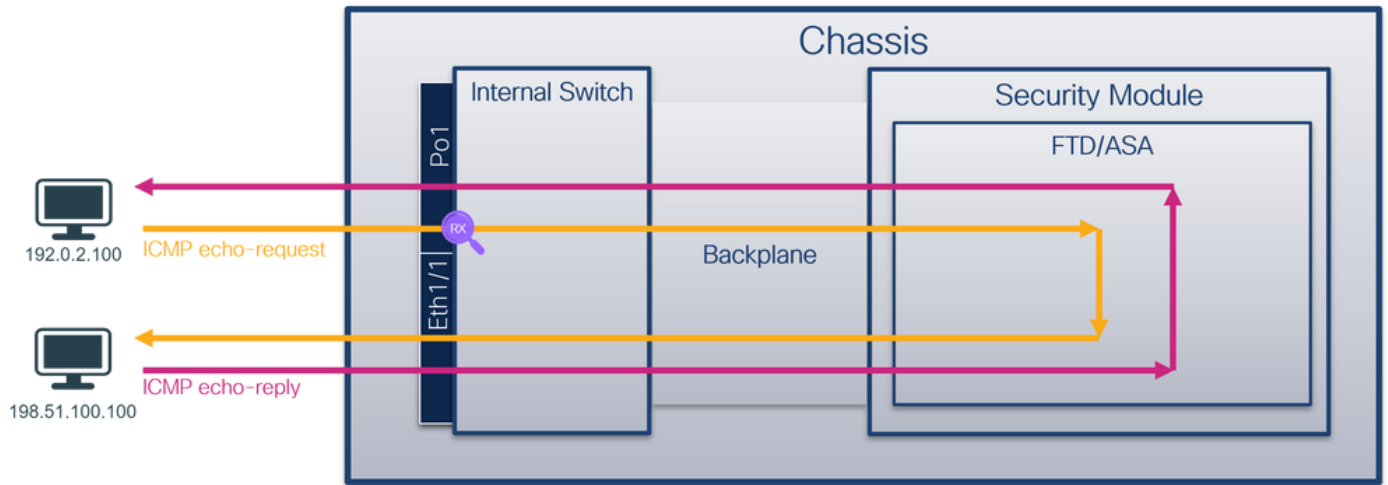 Chassis
Internal Switch
Security Module
FTD/ASA
Po1
RX
192.0.2.100
ICMP echo-request
Backplane
Eth1/1
198.51.100.100
ICMP echo-reply